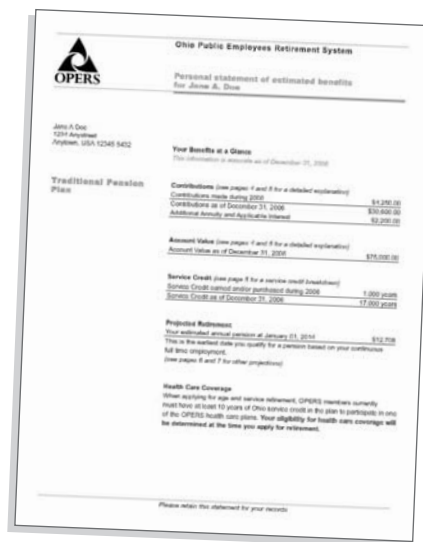 Ohio Public Employees Retirement System
OPERS
Personal statement of estimated benefits
for Jane A. Doe
Jane A Doe
1234 Anystreet
Anytown, USA 12345 5432
Your Benefits at a Glance
This information is accurate as of December 31, 2006
Traditional Pension
Plan
Contributions (see pages 4 and 5 for a detailed explanation)
Contributions made during 2006 $4,250.00
Contributions as of December 31, 2006 $30,600.00
Additional Annuity and Applicable Interest $2,200.00
Account Value (see pages 4 and 5 for a detailed explanation)
Account Value as of December 31, 2006 $75,000.00
Service Credit (see page 5 for a service credit breakdown)
Service Credit earned and/or purchased during 2006 1.000 years
Service Credit as of December 31, 2006 17.000 years
Projected Retirement
Your estimated annual pension at January 01, 2014 $12,708
This is the earliest date you qualify for a pension based on your continuous
full time employment.
(see pages 6 and 7 for other projections)
Health Care Coverage
When applying for age and service retirement, OPERS members currently
must have at least 10 years of Ohio service credit in the plan to participate in one
of the OPERS health care plans. Your eligibility for health care coverage will
be determined at the time you apply for retirement.
Please retain this statement for your records